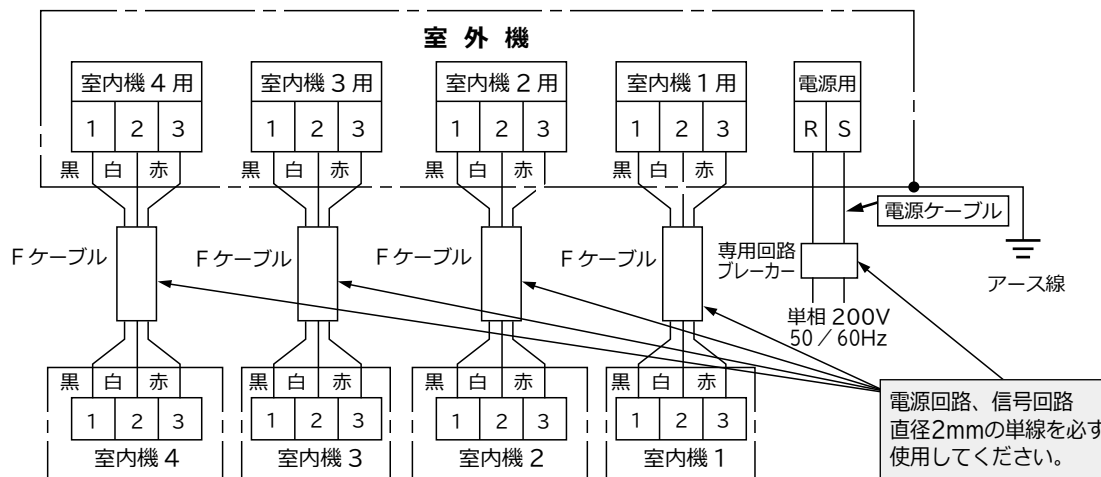 室外機
室内機4用 室内機3用 室内機2用 室内機1用 電源用
1 2 3 1 2 3 1 2 3 1 2 3 R S
黒 白 赤 黒 白 赤 黒 白 赤 黒 白 赤
電源ケーブル
Fケーブル Fケーブル Fケーブル Fケーブル
専用回路
ブレーカー
アース線
単相 200V
50/60Hz
黒 白 赤 黒 白 赤 黒 白 赤 黒 白 赤
1 2 3 1 2 3 1 2 3 1 2 3
室内機4 室内機3 室内機2 室内機1
電源回路、信号回路
直径2mmの単線を必ず
使用してください。